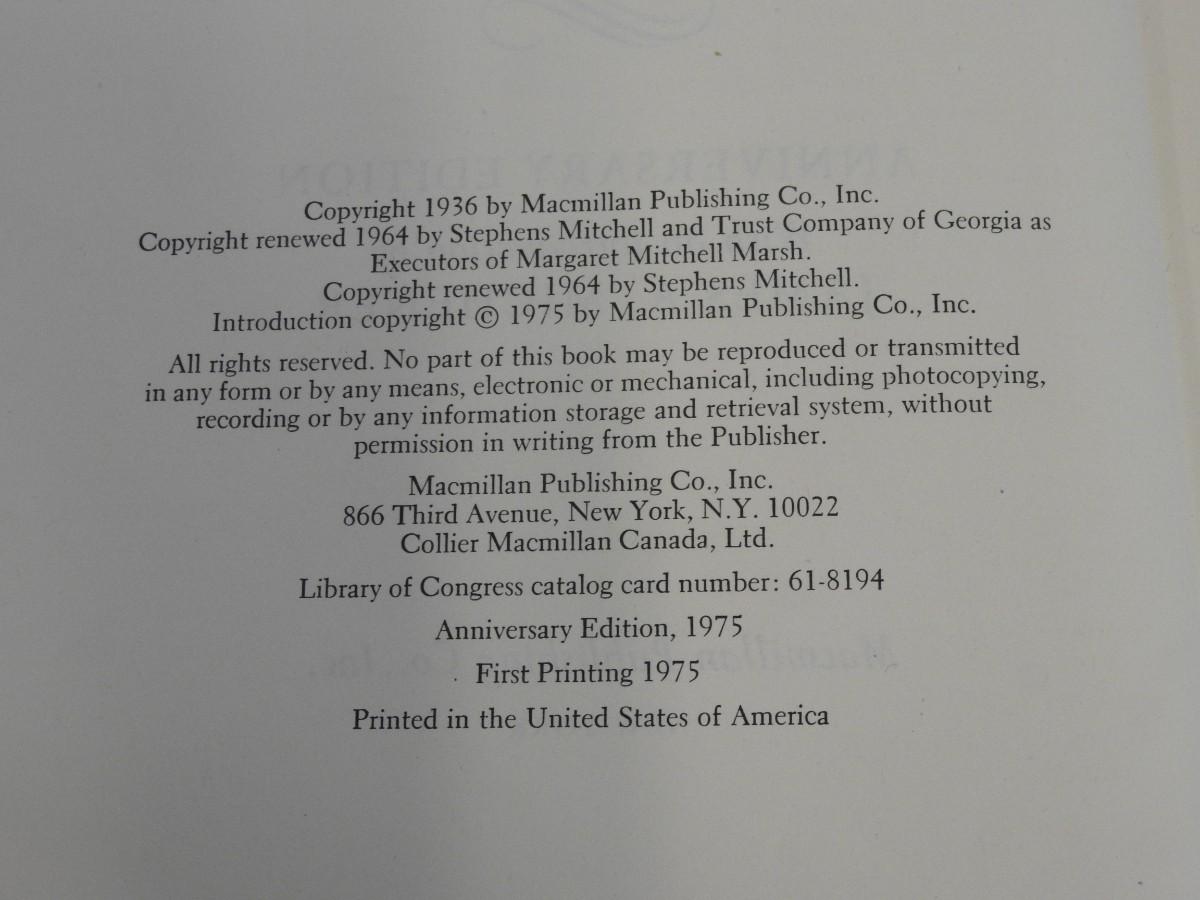 Copyright 1936 by Macmillan Publishing Co., Inc.
Copyright renewed 1964 by Stephens Mitchell and Trust Company of Georgia as
Executors of Margaret Mitchell Marsh.
Copyright renewed 1964 by Stephens Mitchell.
Introduction copyright © 1975 by Macmillan Publishing Co., Inc.
All rights reserved. No part of this book may be reproduced or transmitted
in any form or by any means, electronic or mechanical, including photocopying,
recording or by any information storage and retrieval system, without
permission in writing from the Publisher.
Macmillan Publishing Co., Inc.
866 Third Avenue, New York, N.Y. 10022
Collier Macmillan Canada, Ltd.
Library of Congress catalog card number: 61-8194
Anniversary Edition, 1975
First Printing 1975
Printed in the United States of America